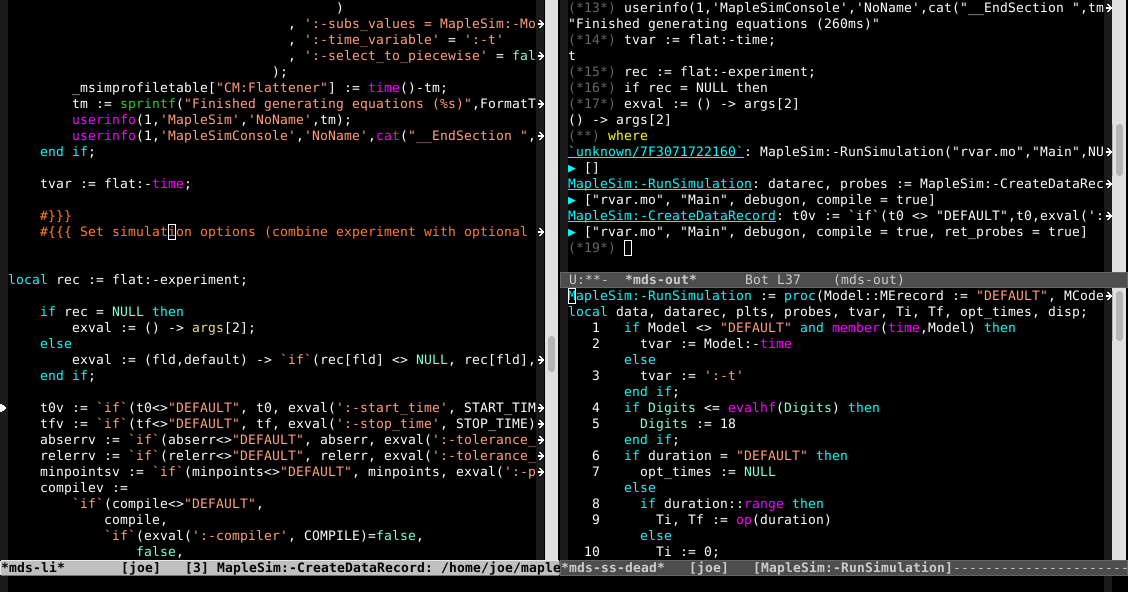 )
, ':-subs_values = MapleSim:-Mo
, ':-time_variable' = ':-t'
, ':-select_to_piecewise' = fal
);
_msimprofiletable["CM:Flattener"] := time()-tm;
tm := sprintf("Finished generating equations (%s)",FormatT
userinfo(1,'MapleSim','NoName',tm);
userinfo(1,'MapleSimConsole','NoName',cat("__EndSection ",
end if;
tvar := flat:-time;
#}}}
#{{{ Set simulation options (combine experiment with optional
local rec := flat:-experiment;
if rec = NULL then
exval := () -> args[2];
else
exval := (fld,default) -> `if`(rec[fld] <> NULL, rec[fld],
end if;
t0v := `if`(t0<>"DEFAULT", t0, exval(':-start_time', START_TIM
tfv := `if`(tf<>"DEFAULT", tf, exval(':-stop_time', STOP_TIME)
abserrv := `if`(abserr<>"DEFAULT", abserr, exval(':-tolerance_
relerrv := `if`(relerr<>"DEFAULT", relerr, exval(':-tolerance_
minpointsv := `if`(minpoints<>"DEFAULT", minpoints, exval(':-p
compilev :=
`if`(compile<>"DEFAULT",
compile,
`if`(exval(':-compiler', COMPILE)=false,
false,
*mds-li* [joe] [3] MapleSim:-CreateDataRecord: /home/joe/maple
(*13*) userinfo(1,'MapleSimConsole','NoName',cat("__EndSection ",tm
"Finished generating equations (260ms)"
(*14*) tvar := flat:-time;
t
(*15*) rec := flat:-experiment;
(*16*) if rec = NULL then
(*17*) exval := () -> args[2]
() -> args[2]
(**) where
`unknown/7F3071722160`: MapleSim:-RunSimulation("rvar.mo","Main",NU
▶ []
MapleSim:-RunSimulation: datarec, probes := MapleSim:-CreateDataRec
▶ ["rvar.mo", "Main", debugon, compile = true]
MapleSim:-CreateDataRecord: t0v := `if`(t0 <> "DEFAULT",t0,exval(':
▶ ["rvar.mo", "Main", debugon, compile = true, ret_probes = true]
(*19*)
U:**- *mds-out* Bot L37 (mds-out)
MapleSim:-RunSimulation := proc(Model::MErecord := "DEFAULT", MCode
local data, datarec, plts, probes, tvar, Ti, Tf, opt_times, disp;
1 if Model <> "DEFAULT" and member(time,Model) then
2 tvar := Model:-time
else
3 tvar := ':-t'
end if;
4 if Digits <= evalhf(Digits) then
5 Digits := 18
end if;
6 if duration = "DEFAULT" then
7 opt_times := NULL
else
8 if duration::range then
9 Ti, Tf := op(duration)
else
10 Ti := 0;
*mds-ss-dead* [joe] [MapleSim:-RunSimulation]----------------------